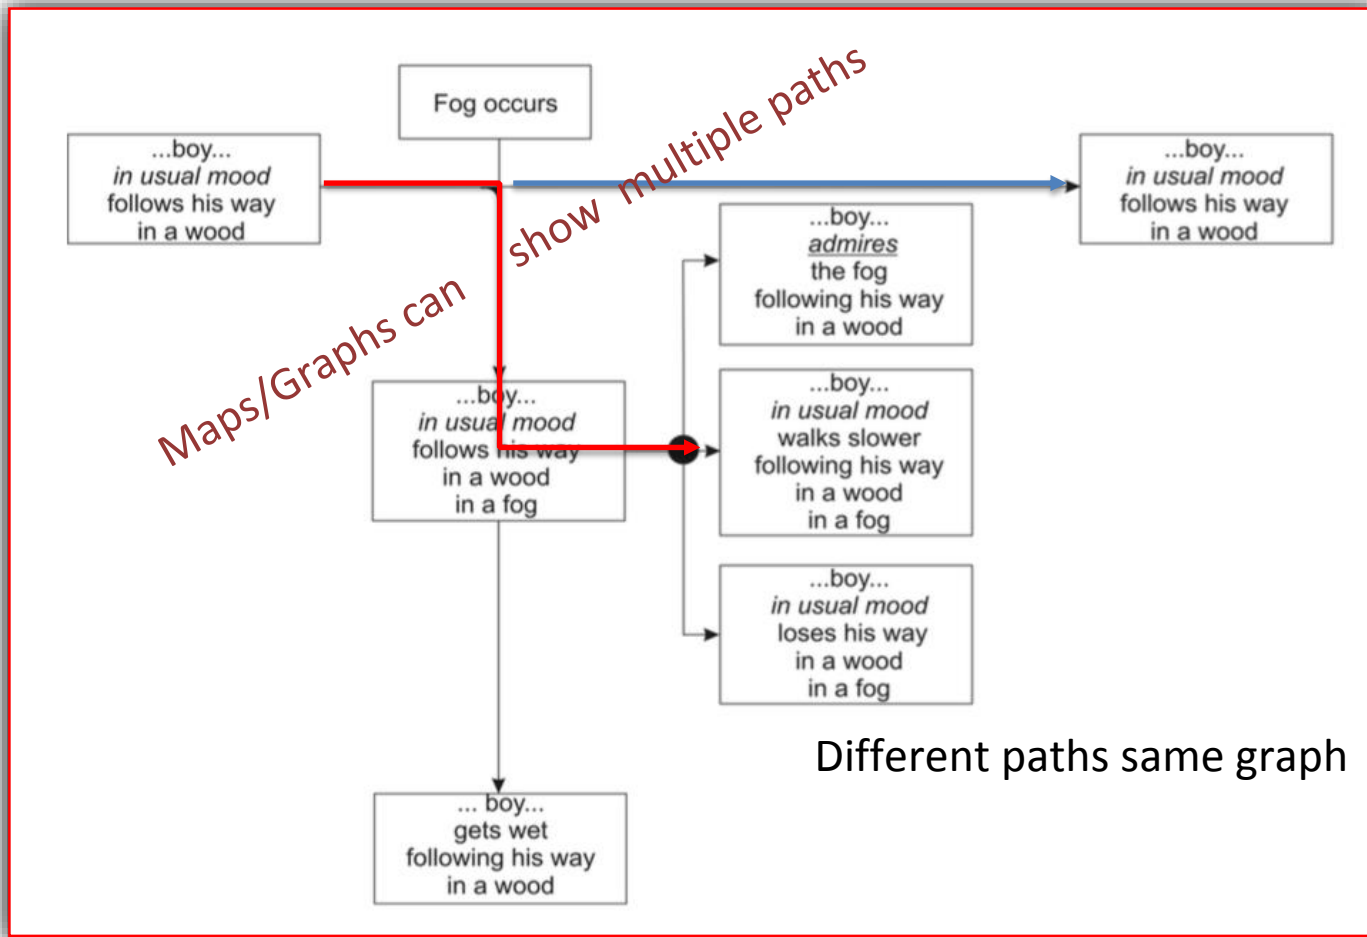 Fog occurs
...boy...
in usual mood
follows his way
in a wood
Maps/Graphs can show multiple paths
...boy...
in usual mood
follows his way
in a wood
...boy...
admires
the fog
following his way
in a wood
...boy...
in usual mood
follows his way
in a wood
in a fog
...boy...
in usual mood
walks slower
following his way
in a wood
in a fog
...boy...
in usual mood
loses his way
in a wood
in a fog
Different paths same graph
... boy...
gets wet
following his way
in a wood